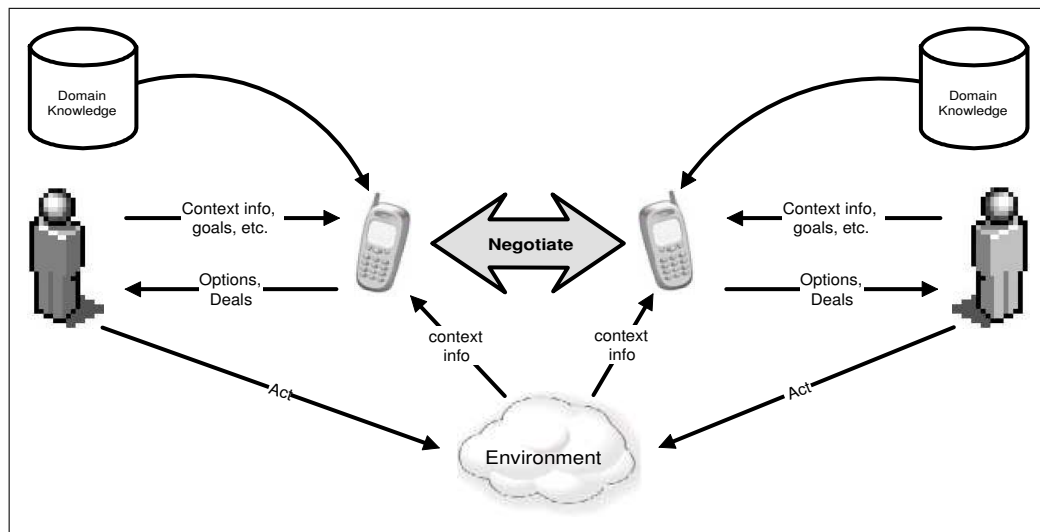 Domain
Knowledge
Domain
Knowledge
Context info,
goals, etc.
Context info,
goals, etc.
Negotiate
Options,
Deals
Options,
Deals
context
info
context
info
Act
Act
Environment